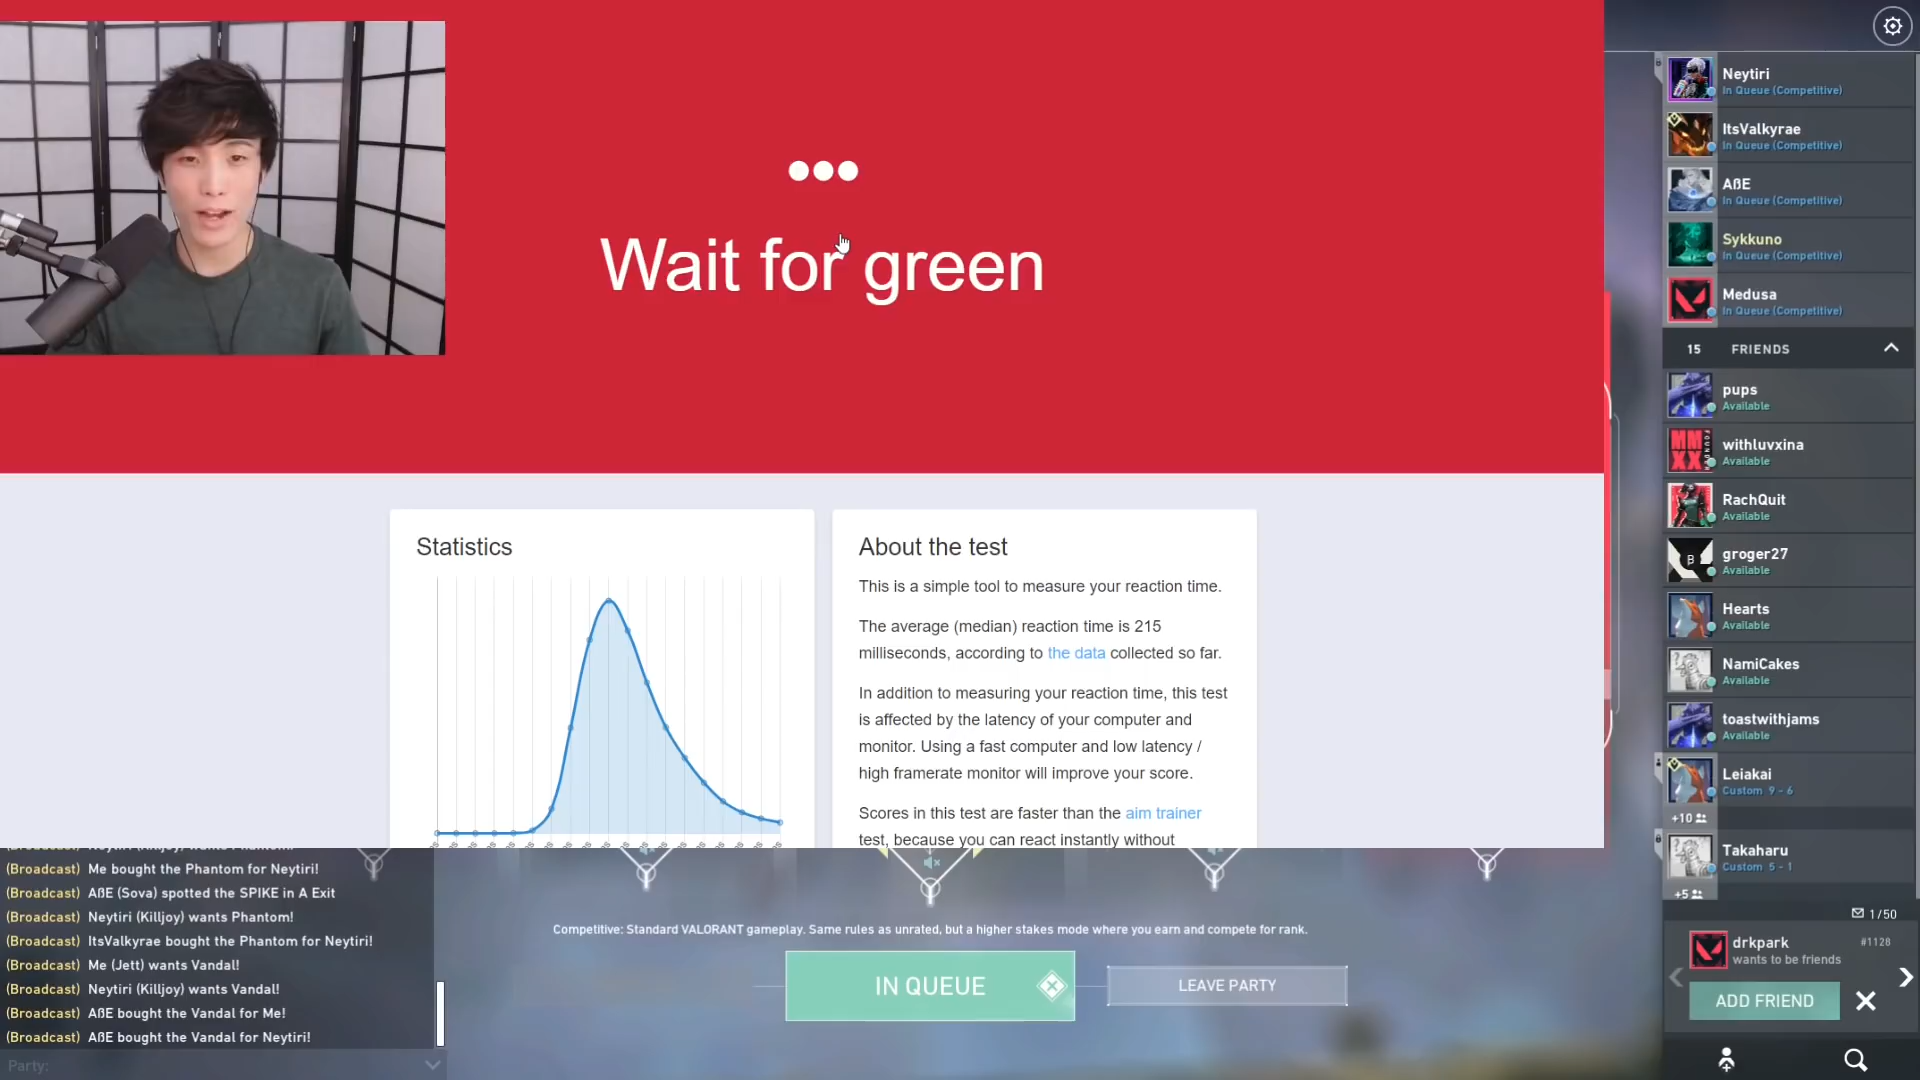 Wait for green
Statistics
About the test
This is a simple tool to measure your reaction time.
The average (median) reaction time is 215
milliseconds, according to the data collected so far.
In addition to measuring your reaction time, this test
is affected by the latency of your computer and
monitor. Using a fast computer and low latency /
high framerate monitor will improve your score.
Scores in this test are faster than the aim trainer
test, because you can react instantly without
(Broadcast) Me bought the Phantom for Neytiri!
(Broadcast) AßE (Sova) spotted the SPIKE in A Exit
(Broadcast) Neytiri (Killjoy) wants Phantom!
(Broadcast) ItsValkyrae bought the Phantom for Neytiri!
(Broadcast) Me (Jett) wants Vandal!
(Broadcast) Neytiri (Killjoy) wants Vandal!
(Broadcast) AßE bought the Vandal for Me!
(Broadcast) AßE bought the Vandal for Neytiri!
Party:
Competitive: Standard VALORANT gameplay. Same rules as unrated, but a higher stakes mode where you earn and compete for rank.
IN QUEUE
LEAVE PARTY
Neytiri
In Queue (Competitive)
ItsValkyrae
In Queue (Competitive)
AßE
In Queue (Competitive)
Sykkuno
In Queue (Competitive)
Medusa
In Queue (Competitive)
15 FRIENDS
pups
Available
withluvxina
Available
RachQuit
Available
groger27
Available
Hearts
Available
NamiCakes
Available
toastwithjams
Available
Leiakai
Custom 9 - 6
+10
Takaharu
Custom 5 - 1
+5
1/50
drkpark #1128
wants to be friends
ADD FRIEND